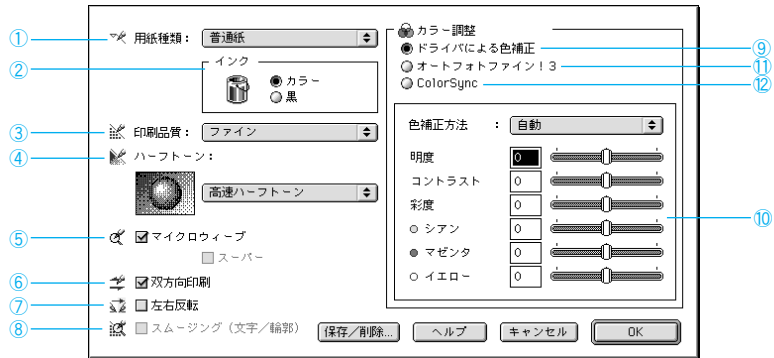 ① 用紙種類： 普通紙
② インク
カラー
黒
③ 印刷品質： ファイン
④ ハーフトーン：
高速ハーフトーン
⑤ マイクロウィーブ
スーパー
⑥ 双方向印刷
⑦ 左右反転
⑧ スムージング（文字／輪郭）
カラー調整
ドライバによる色補正 ⑨
オートフォトファイン！3 ⑪
ColorSync ⑫
色補正方法 ： 自動
明度 0
コントラスト 0
彩度 0
シアン 0
マゼンタ 0
イエロー 0
⑩
保存／削除... ヘルプ キャンセル OK